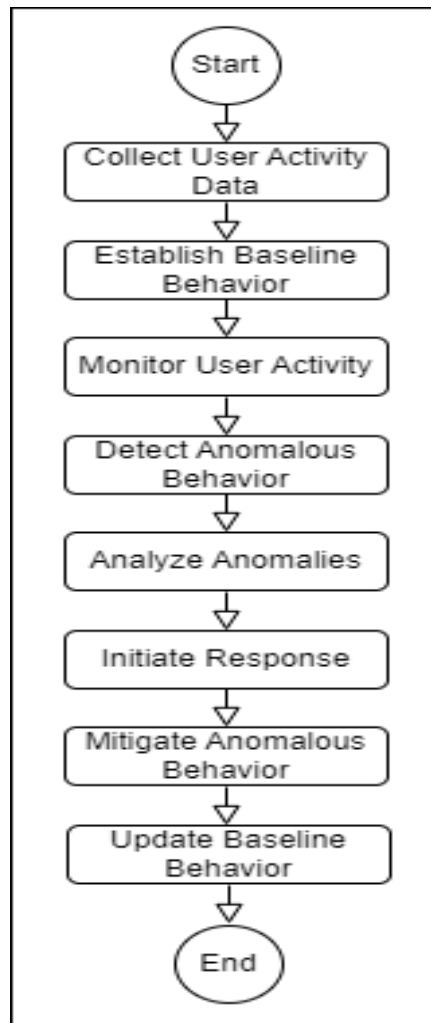 Start
Collect User Activity
Data
Establish Baseline
Behavior
Monitor User Activity
Detect Anomalous
Behavior
Analyze Anomalies
Initiate Response
Mitigate Anomalous
Behavior
Update Baseline
Behavior
End